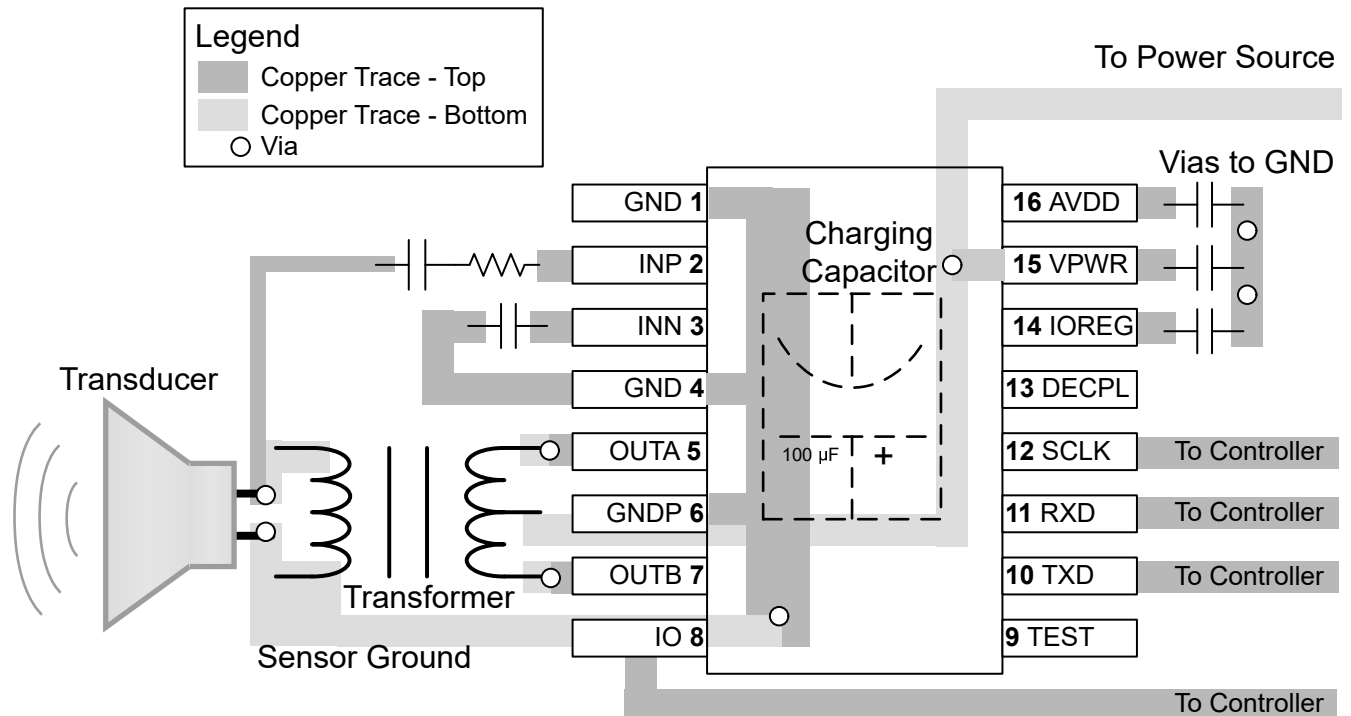 Legend
Copper Trace - Top
Copper Trace - Bottom
Via
To Power Source
Vias to GND
GND 1
16 AVDD
Charging
Capacitor
INP 2
15 VPWR
INN 3
14 IOREG
Transducer
GND 4
13 DECPL
OUTA 5
100 µF
+
12 SCLK
To Controller
GNDP 6
11 RXD
To Controller
OUTB 7
10 TXD
To Controller
Transformer
IO 8
9 TEST
Sensor Ground
To Controller